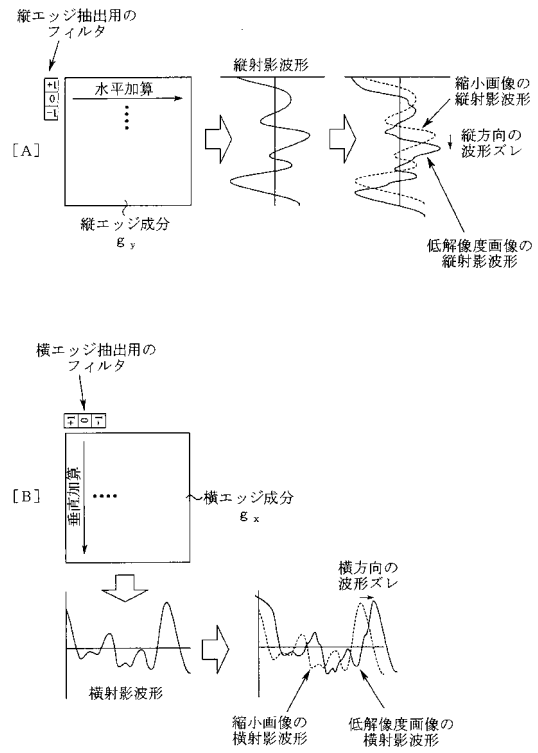 縦エッジ抽出用の
フィルタ
+1
0
-1
水平加算
[A]
縦エッジ成分
gy
縦射影波形
縮小画像の
縦射影波形
縦方向の
波形ズレ
低解像度画像の
縦射影波形
横エッジ抽出用の
フィルタ
+1
0
-1
垂直加算
[B]
横エッジ成分
gx
横射影波形
横方向の
波形ズレ
縮小画像の
横射影波形
低解像度画像の
横射影波形